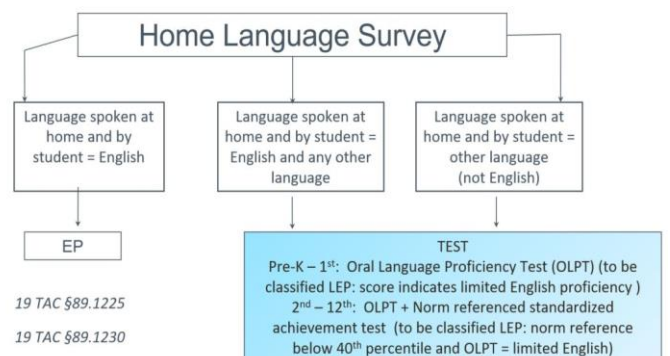 Home Language Survey
Language spoken at
home and by
student = English
Language spoken at
home and by student =
English and any other
language
Language spoken at
home and by student =
other language
(not English)
EP
TEST
Pre-K – 1st: Oral Language Proficiency Test (OLPT) (to be
classified LEP: score indicates limited English proficiency )
2nd – 12th: OLPT + Norm referenced standardized
achievement test (to be classified LEP: norm reference
below 40th percentile and OLPT = limited English)
19 TAC §89.1225
19 TAC §89.1230